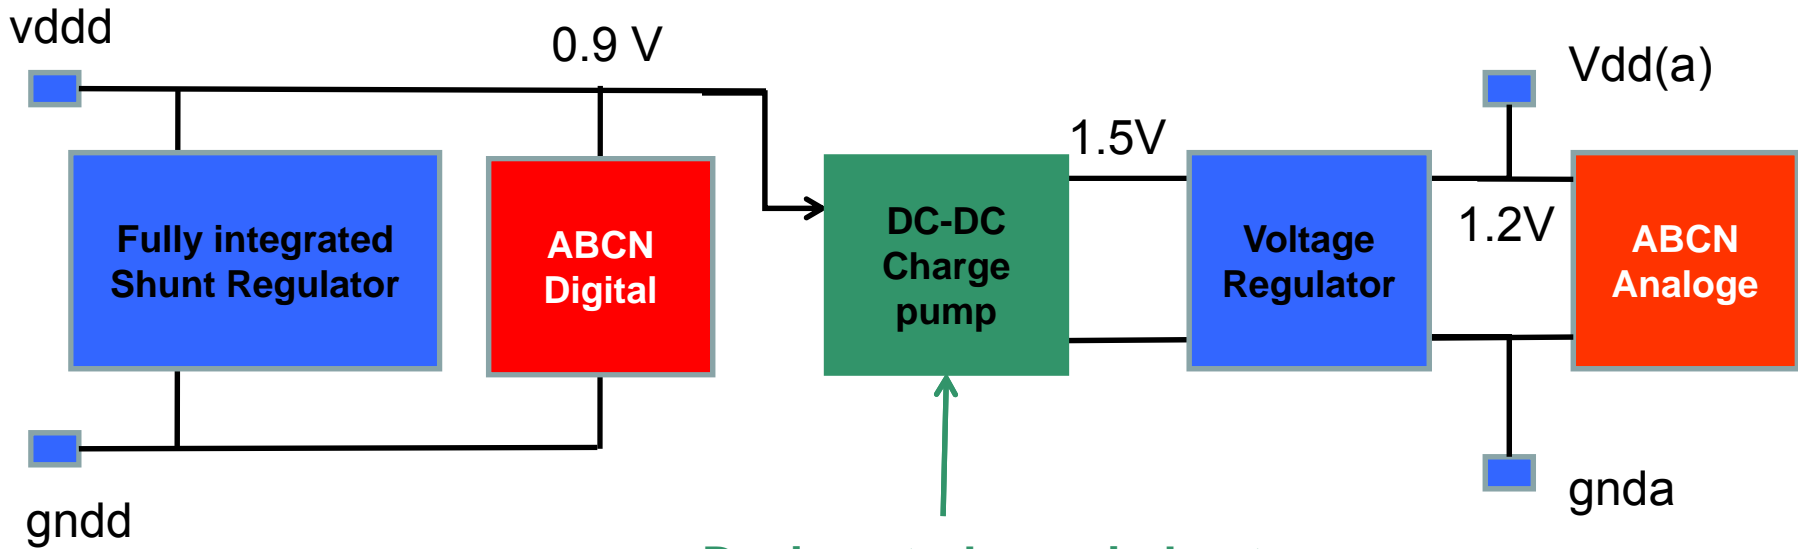 vddd
0.9 V
Vdd(a)
1.5V
Fully integrated
Shunt Regulator
ABCN
Digital
DC-DC
Charge
pump
Voltage
Regulator
1.2V
ABCN
Analoge
gndd
gnda